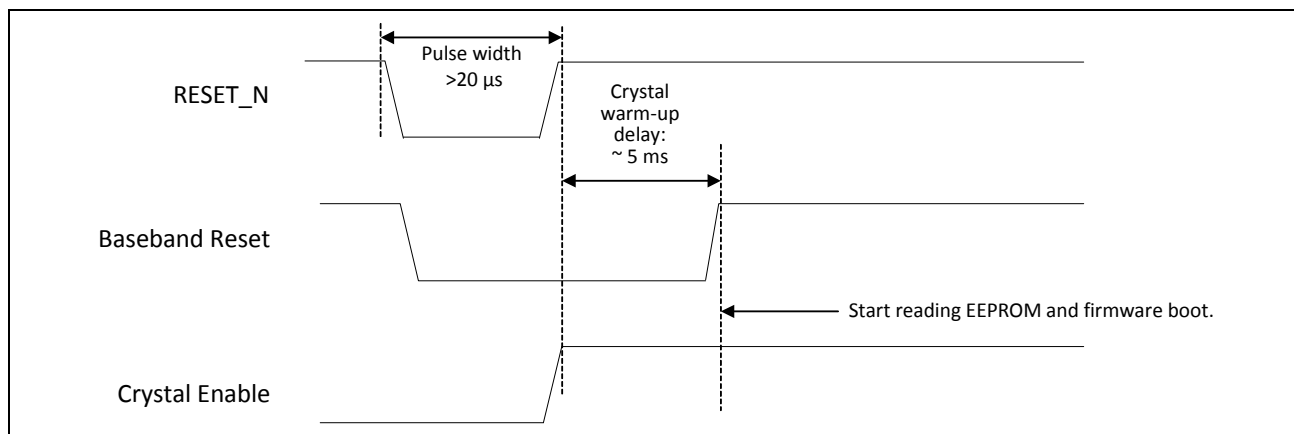 Pulse width
>20 µs
RESET_N
Crystal
warm-up
delay:
~ 5 ms
Baseband Reset
Start reading EEPROM and firmware boot.
Crystal Enable